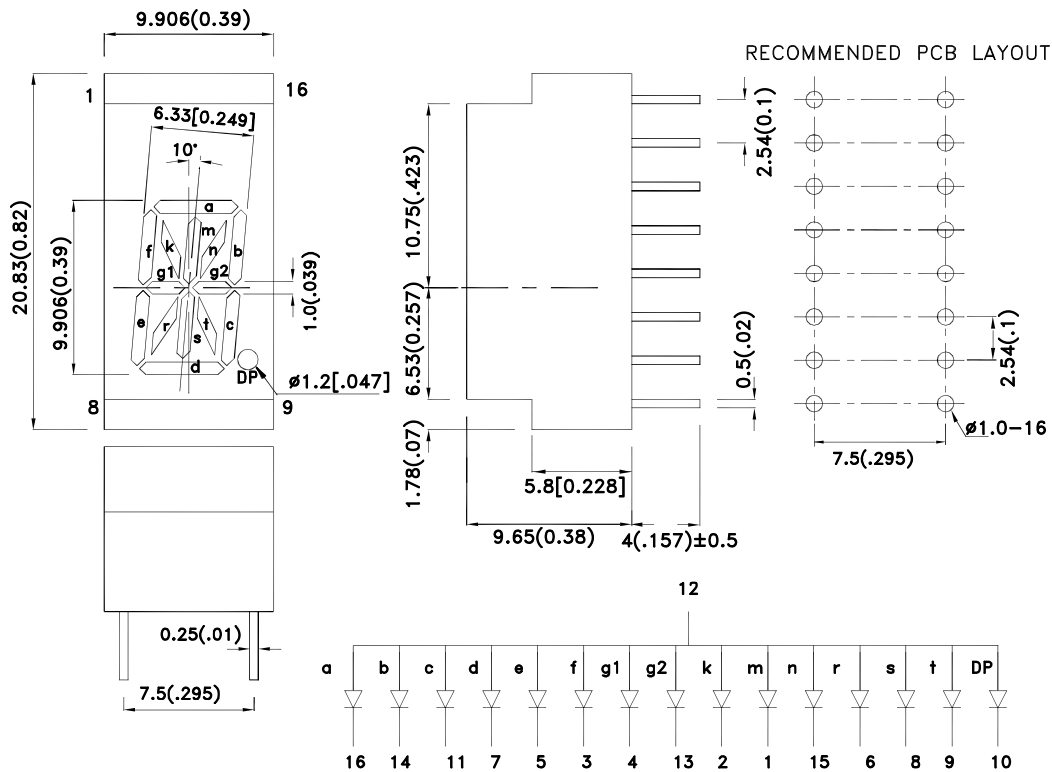 9.906(0.39)
RECOMMENDED PCB LAYOUT
1
16
6.33[0.249]
10°
2.54(0.1)
20.83(0.82)
9.906(0.39)
a
m
f
k
n
b
g1
g2
1.0(.039)
e
r
t
c
s
d
DP
ø1.2[.047]
8
9
10.75(.423)
6.53(0.257)
1.78(.07)
0.5(.02)
2.54(.1)
ø1.0-16
7.5(.295)
5.8[0.228]
9.65(0.38)
4(.157)±0.5
0.25(.01)
7.5(.295)
12
a b c d e f g1 g2 k m n r s t DP
16 14 11 7 5 3 4 13 2 1 15 6 8 9 10